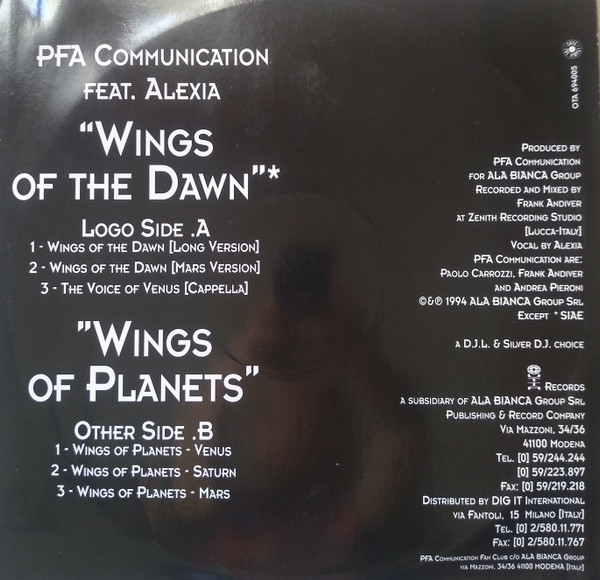 PFA Communication
feat. Alexia
"Wings
of the Dawn"*
Logo Side .A
1 - Wings of the Dawn [Long Version]
2 - Wings of the Dawn [Mars Version]
3 - The Voice of Venus [Cappella]
"Wings
of Planets"
Other Side .B
1 - Wings of Planets - Venus
2 - Wings of Planets - Saturn
3 - Wings of Planets - Mars
OTA 694005
Produced by
PFA Communication
for ALA BIANCA Group
Recorded and Mixed by
Frank Andiver
at Zenith Recording Studio
[Lucca-Italy]
Vocal by Alexia
PFA Communication are:
Paolo Carrozzi, Frank Andiver
and Andrea Pieroni
©&℗ 1994 ALA BIANCA Group Srl
Except * SIAE
a D.J.L. & Silver D.J. choice
Records
a subsidiary of ALA BIANCA Group Srl
Publishing & Record Company
Via Mazzoni, 34/36
41100 Modena
Tel. [0] 59/244.244
[0] 59/223.897
Fax: [0] 59/219.218
Distributed by DIG IT International
via Fantoli, 15 Milano [Italy]
Tel. [0] 2/580.11.771
Fax: [0] 2/580.11.767
PFA Communication Fan Club c/o ALA BIANCA Group
via Mazzoni, 34/36 41100 MODENA [Italy]